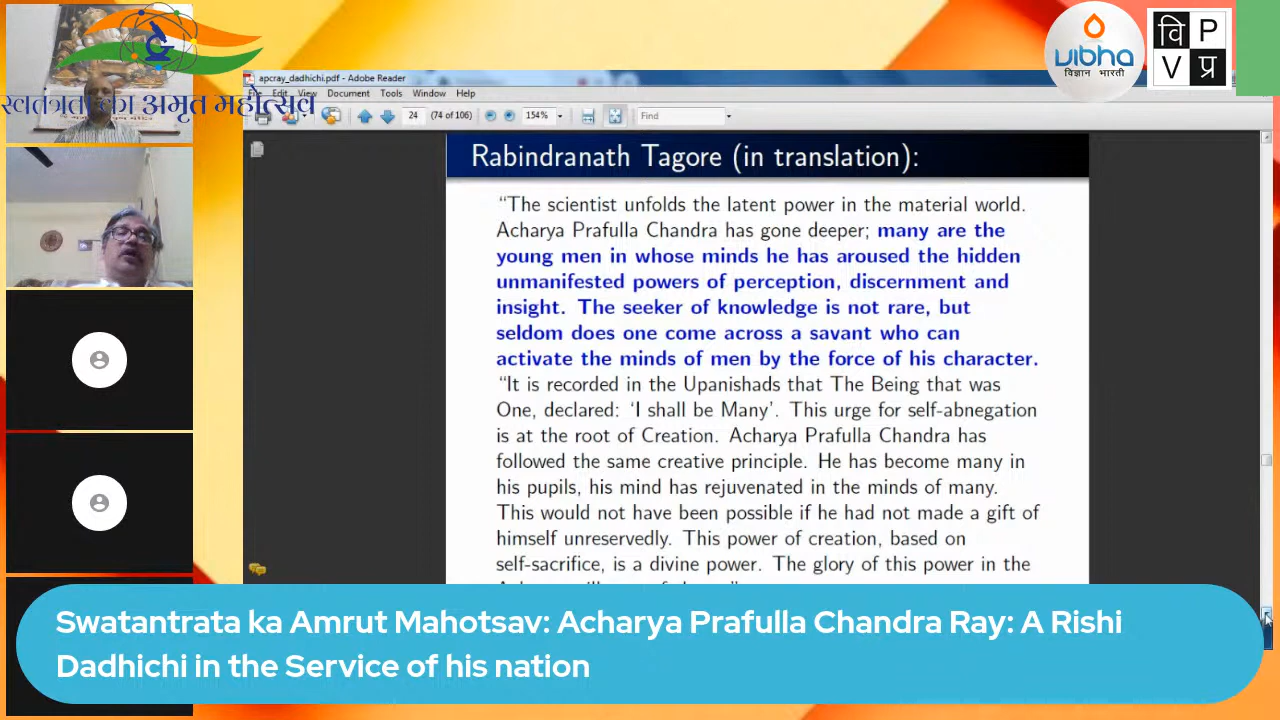 स्वतंत्रता का अमृत महोत्सव
apcray_dadhichi.pdf - Adobe Reader
Edit View Document Tools Window Help
24 (74 of 106) 154% Find
विभा
विज्ञान भारती
वि P
V प्र
Rabindranath Tagore (in translation):
“The scientist unfolds the latent power in the material world.
Acharya Prafulla Chandra has gone deeper; many are the
young men in whose minds he has aroused the hidden
unmanifested powers of perception, discernment and
insight. The seeker of knowledge is not rare, but
seldom does one come across a savant who can
activate the minds of men by the force of his character.
“It is recorded in the Upanishads that The Being that was
One, declared: ‘I shall be Many’. This urge for self-abnegation
is at the root of Creation. Acharya Prafulla Chandra has
followed the same creative principle. He has become many in
his pupils, his mind has rejuvenated in the minds of many.
This would not have been possible if he had not made a gift of
himself unreservedly. This power of creation, based on
self-sacrifice, is a divine power. The glory of this power in the
Swatantrata ka Amrut Mahotsav: Acharya Prafulla Chandra Ray: A Rishi
Dadhichi in the Service of his nation